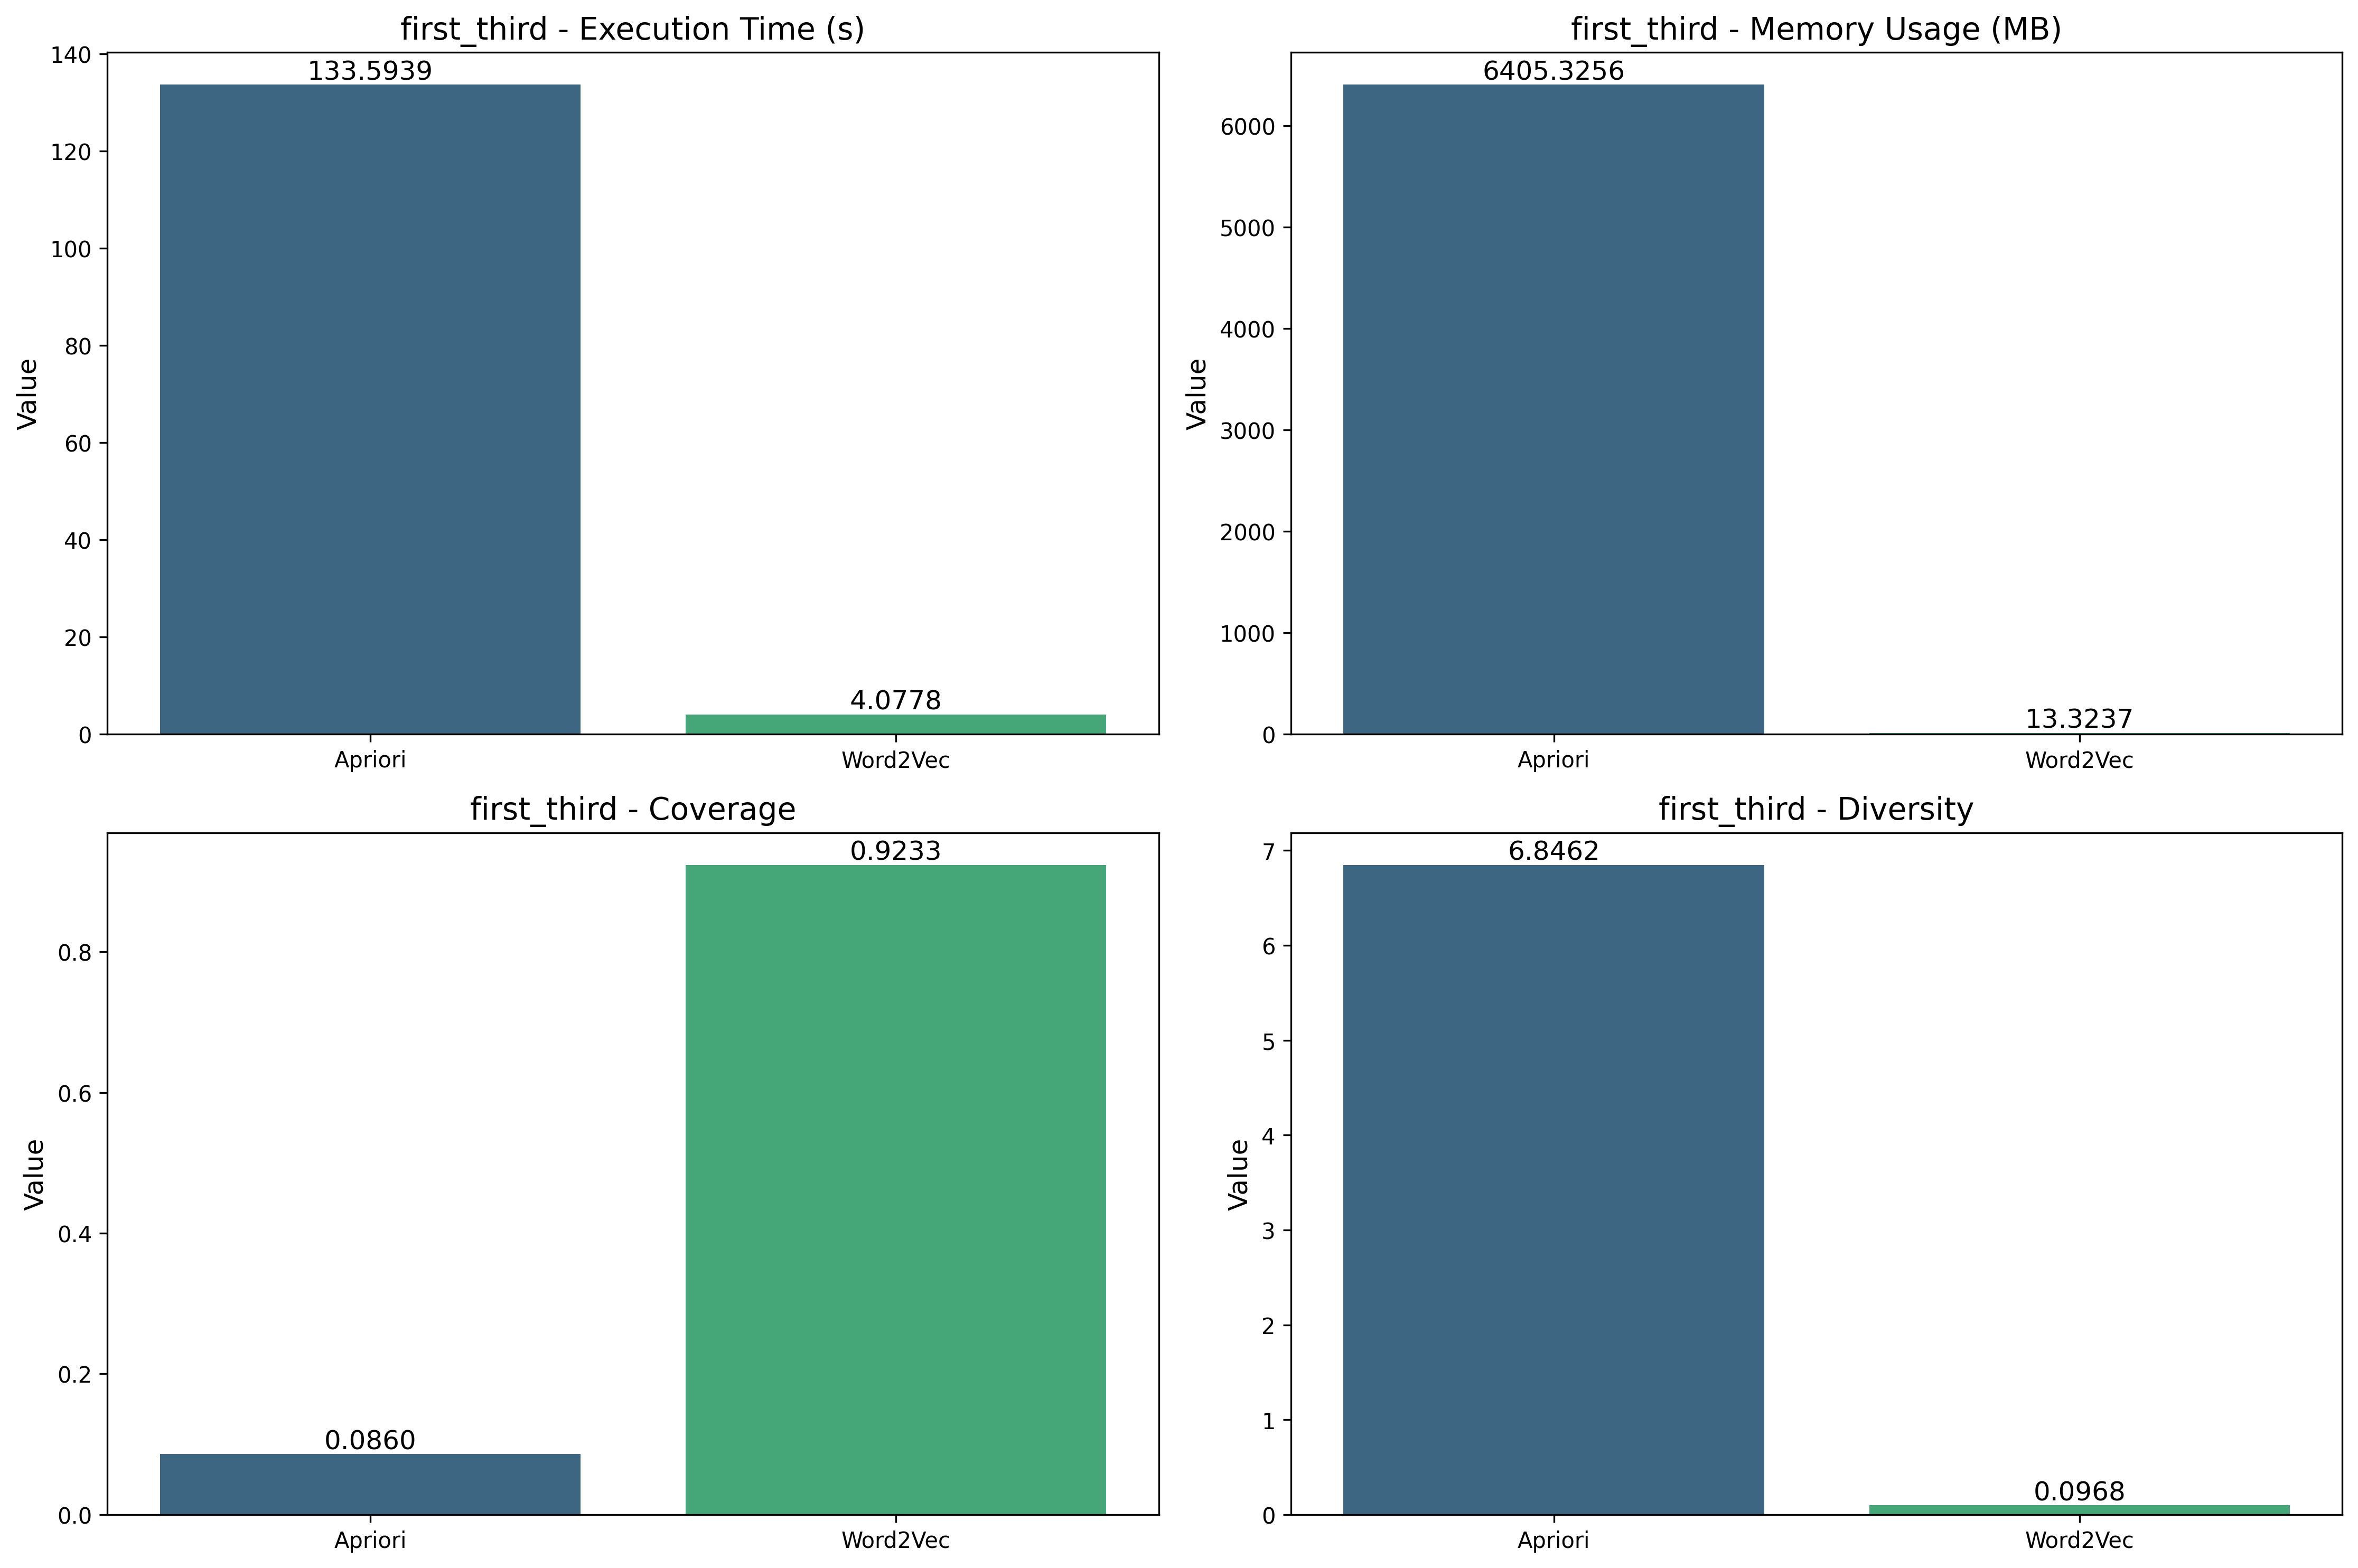 first_third - Execution Time (s)
140
120
100
80
60
40
20
0
Value
133.5939
4.0778
Apriori
Word2Vec
first_third - Memory Usage (MB)
6000
5000
4000
3000
2000
1000
0
Value
6405.3256
13.3237
Apriori
Word2Vec
first_third - Coverage
0.8
0.6
0.4
0.2
0.0
Value
0.0860
0.9233
Apriori
Word2Vec
first_third - Diversity
7
6
5
4
3
2
1
0
Value
6.8462
0.0968
Apriori
Word2Vec